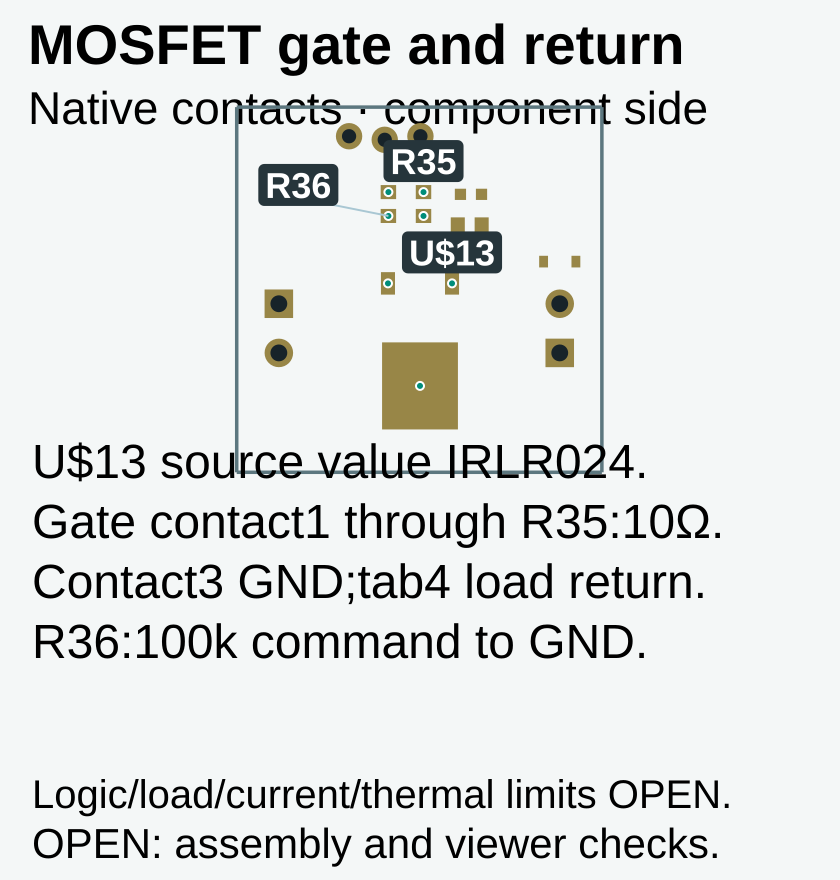 MOSFET gate and return
Native contacts · component side
R35
R36
U$13
U$13 source value IRLR024.
Gate contact1 through R35:10Ω.
Contact3 GND;tab4 load return.
R36:100k command to GND.
Logic/load/current/thermal limits OPEN.
OPEN: assembly and viewer checks.